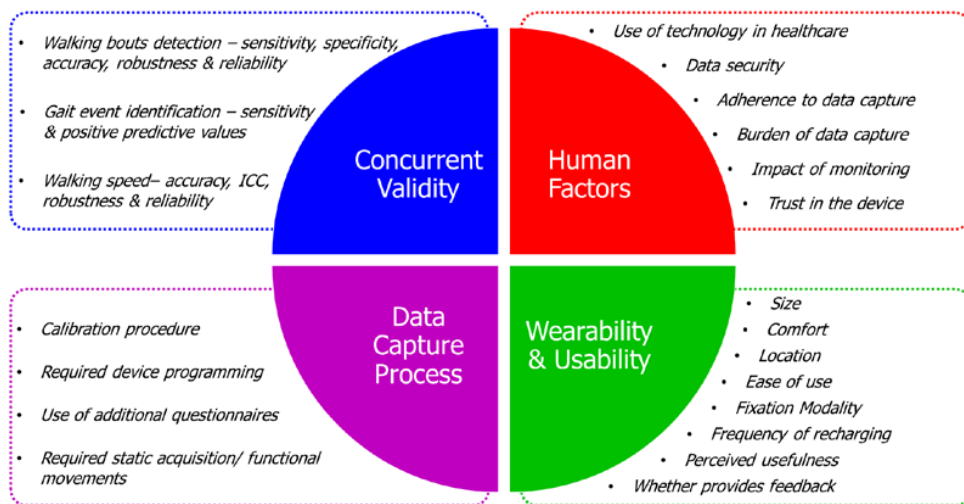 • Walking bouts detection – sensitivity, specificity,
accuracy, robustness & reliability
• Gait event identification – sensitivity
& positive predictive values
• Walking speed– accuracy, ICC,
robustness & reliability
Concurrent
Validity
Human
Factors
• Use of technology in healthcare
• Data security
• Adherence to data capture
• Burden of data capture
• Impact of monitoring
• Trust in the device
• Calibration procedure
• Required device programming
• Use of additional questionnaires
• Required static acquisition/ functional
movements
Data
Capture
Process
Wearability
& Usability
• Size
• Comfort
• Location
• Ease of use
• Fixation Modality
• Frequency of recharging
• Perceived usefulness
• Whether provides feedback